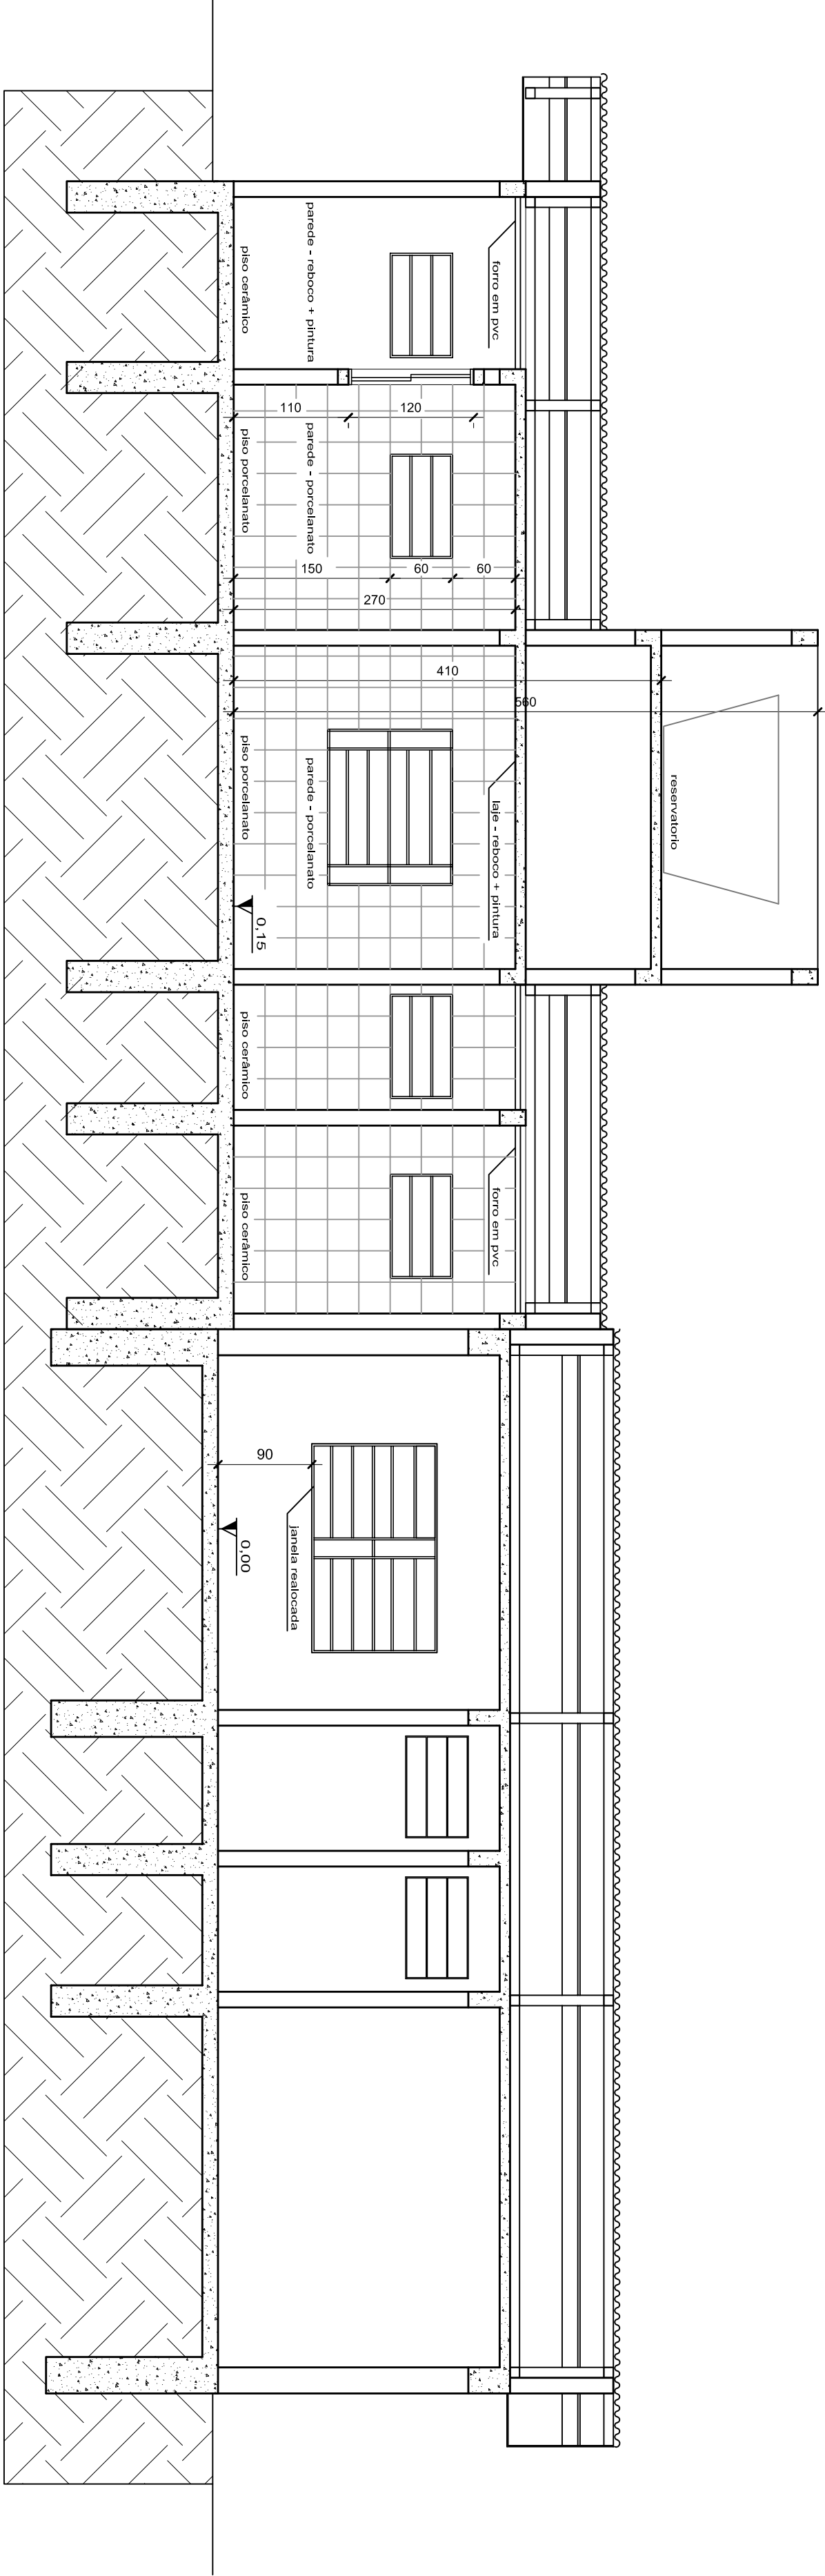 parede - reboco + pintura
piso cerâmico
forro em pvc
110
120
piso porcelanato
parede - porcelanato
150
60
60
270
410
560
reservatorio
piso porcelanato
parede - porcelanato
laje - reboco + pintura
0,15
piso cerâmico
piso cerâmico
forro em pvc
90
janela realocada
0,00